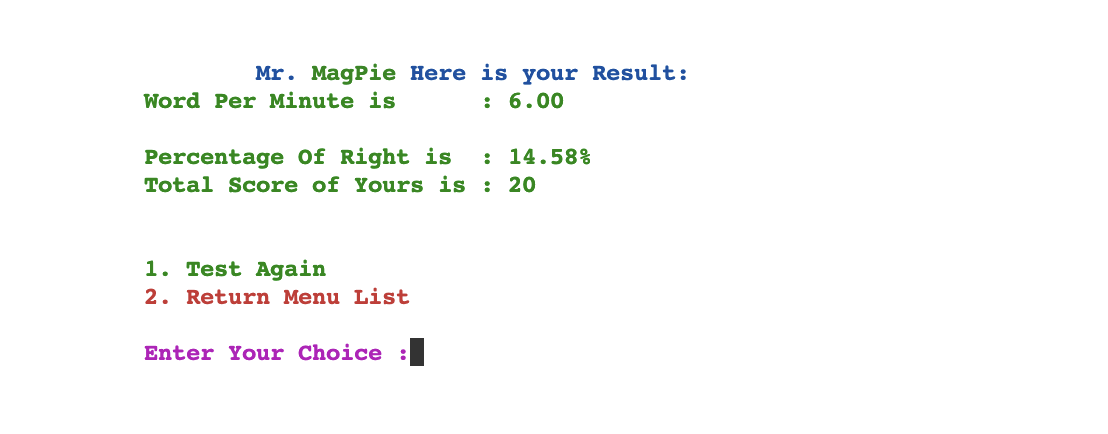 Mr. MagPie Here is your Result:
Word Per Minute is : 6.00
Percentage Of Right is : 14.58%
Total Score of Yours is : 20
1. Test Again
2. Return Menu List
Enter Your Choice :